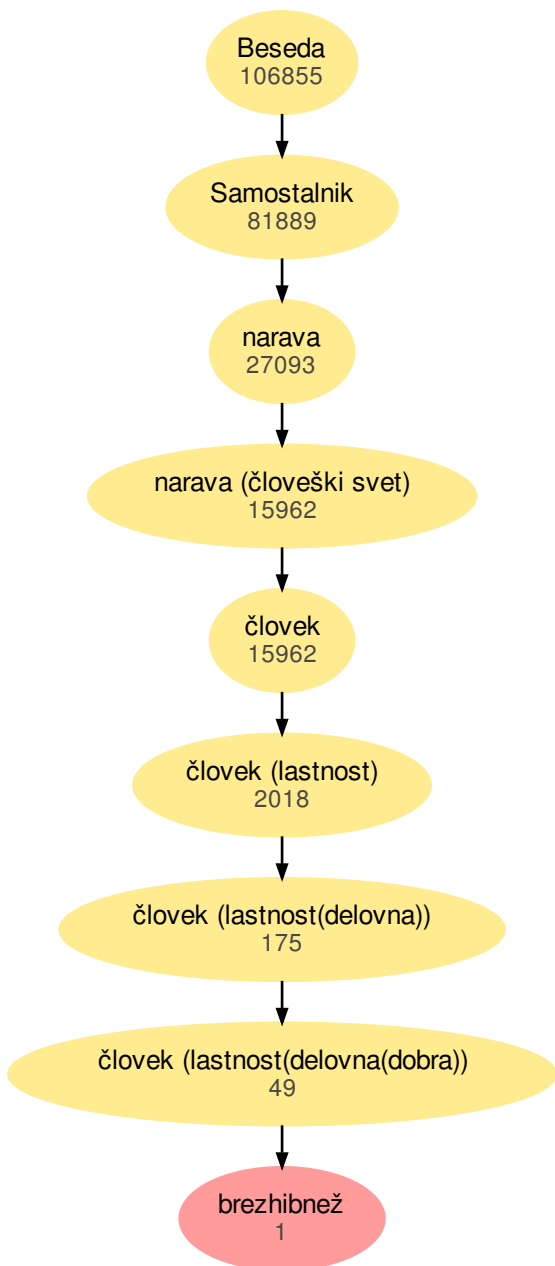 Beseda
106855
Samostalnik
81889
narava
27093
narava (človeški svet)
15962
človek
15962
človek (lastnost)
2018
človek (lastnost(delovna))
175
človek (lastnost(delovna(dobra))
49
brezhibnež
1